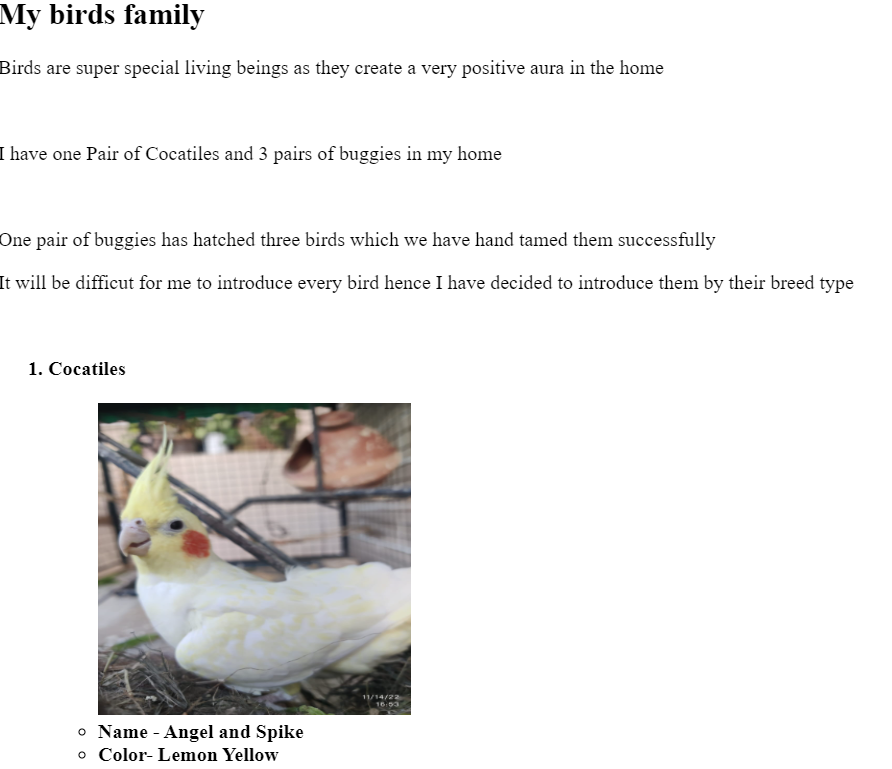 My birds family
Birds are super special living beings as they create a very positive aura in the home
I have one Pair of Cocatiles and 3 pairs of buggies in my home
One pair of buggies has hatched three birds which we have hand tamed them successfully
It will be difficut for me to introduce every bird hence I have decided to introduce them by their breed type
1. Cocatiles
11/14/22
16:53
Name - Angel and Spike
Color- Lemon Yellow